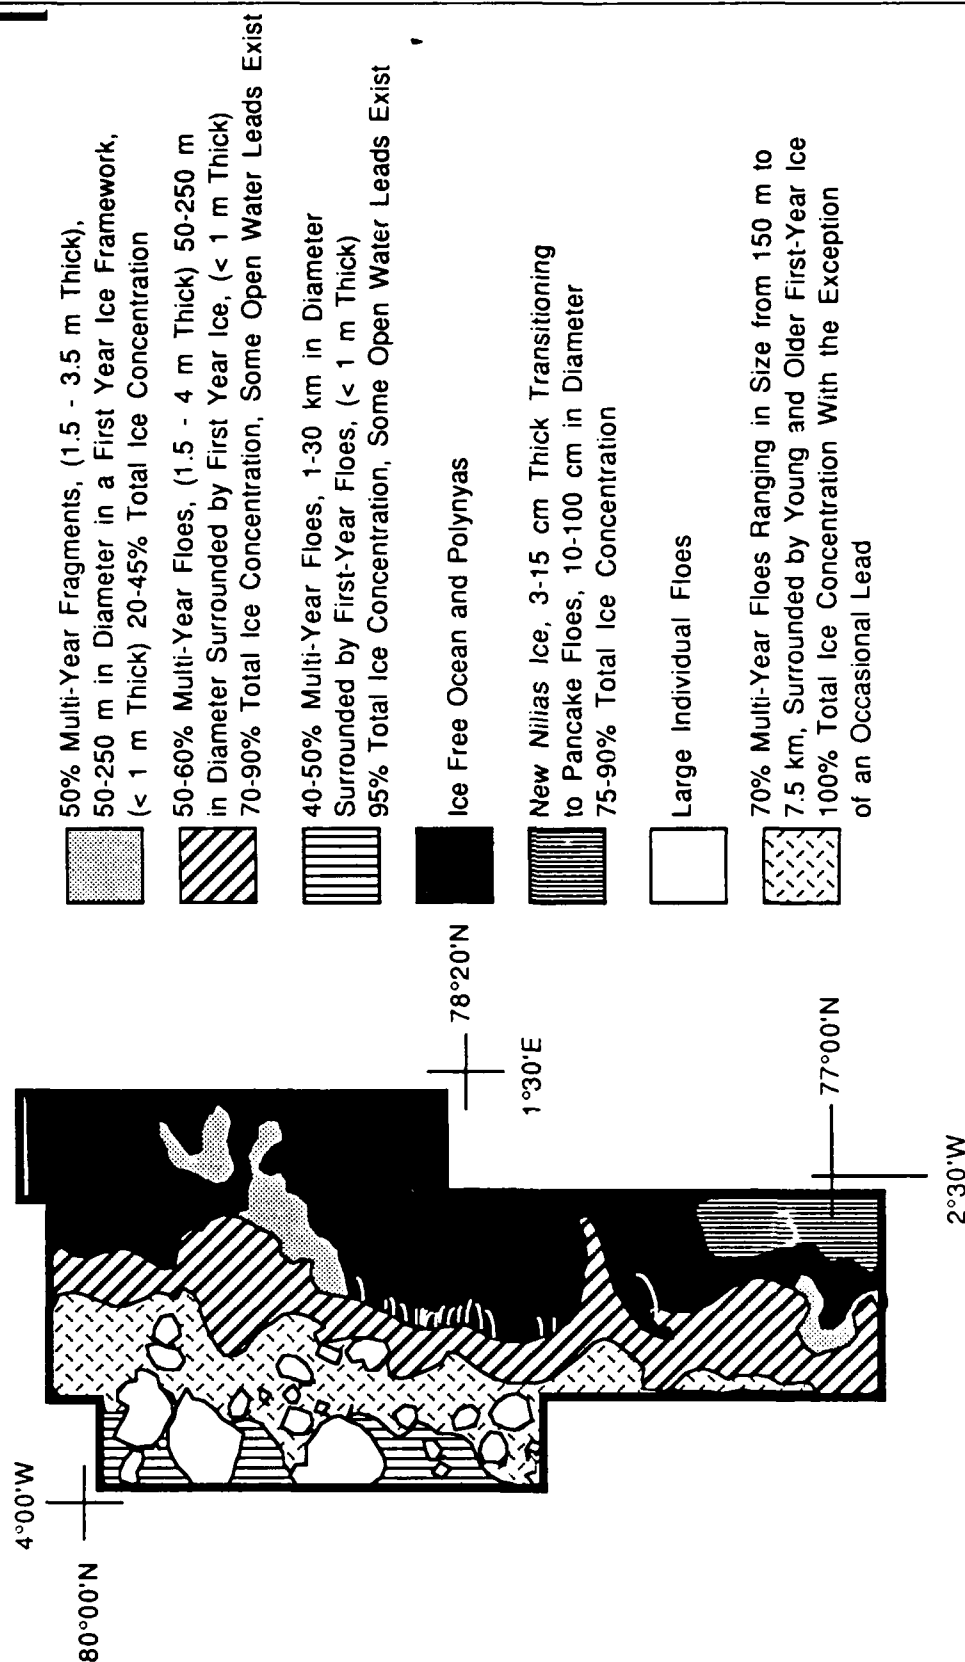 4°00'W
80°00'N
78°20'N
1°30'E
77°00'N
2°30'W
50% Multi-Year Fragments, (1.5 - 3.5 m Thick),
50-250 m in Diameter in a First Year Ice Framework,
(< 1 m Thick) 20-45% Total Ice Concentration
50-60% Multi-Year Floes, (1.5 - 4 m Thick) 50-250 m
in Diameter Surrounded by First Year Ice, (< 1 m Thick)
70-90% Total Ice Concentration, Some Open Water Leads Exist
40-50% Multi-Year Floes, 1-30 km in Diameter
Surrounded by First-Year Floes, (< 1 m Thick)
95% Total Ice Concentration, Some Open Water Leads Exist
Ice Free Ocean and Polynyas
New Nilias Ice, 3-15 cm Thick Transitioning
to Pancake Floes, 10-100 cm in Diameter
75-90% Total Ice Concentration
Large Individual Floes
70% Multi-Year Floes Ranging in Size from 150 m to
7.5 km, Surrounded by Young and Older First-Year Ice
100% Total Ice Concentration With the Exception
of an Occasional Lead